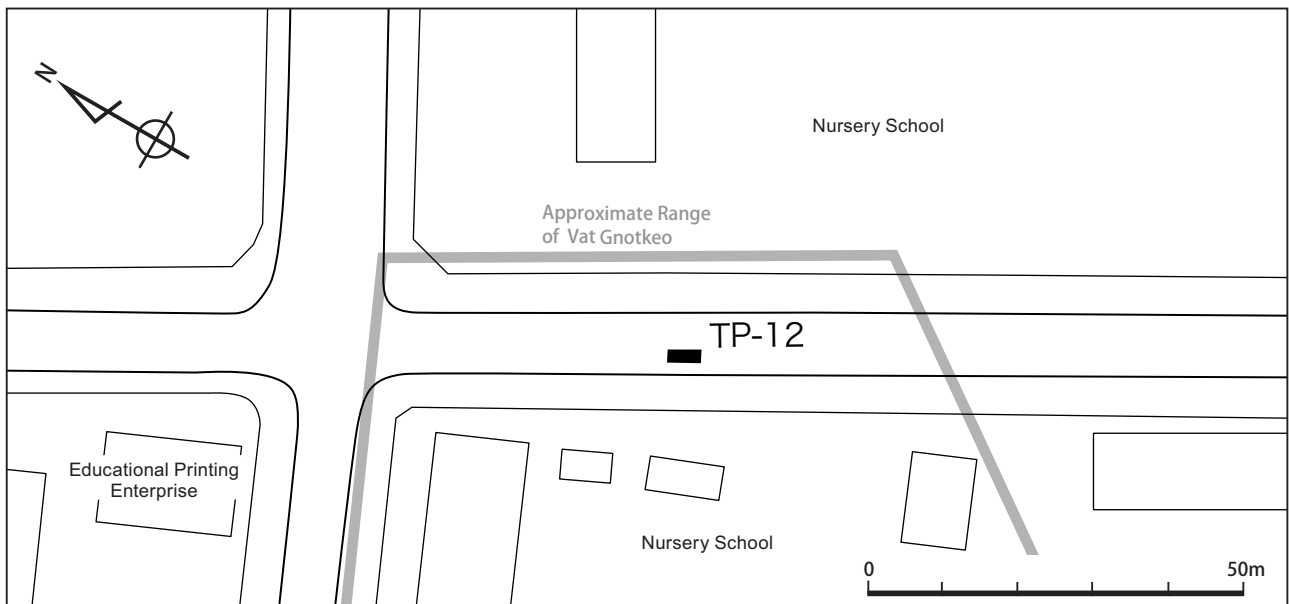 N
Nursery School
Approximate Range
of Vat Gnotkeo
TP-12
Educational Printing
Enterprise
Nursery School
0
50m